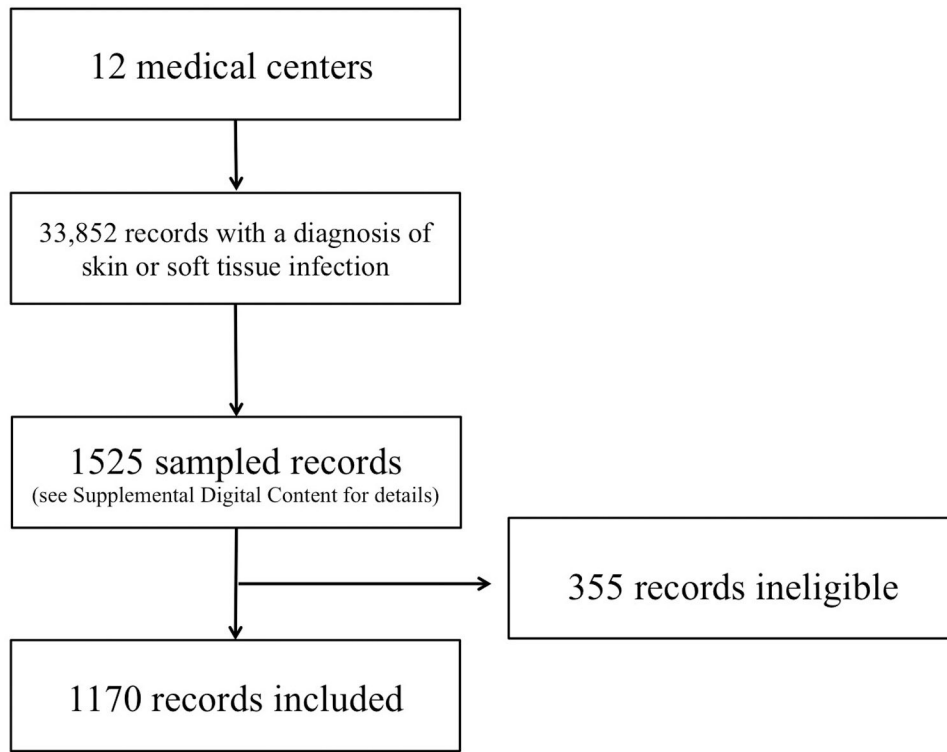 12 medical centers
33,852 records with a diagnosis of
skin or soft tissue infection
1525 sampled records
(see Supplemental Digital Content for details)
355 records ineligible
1170 records included